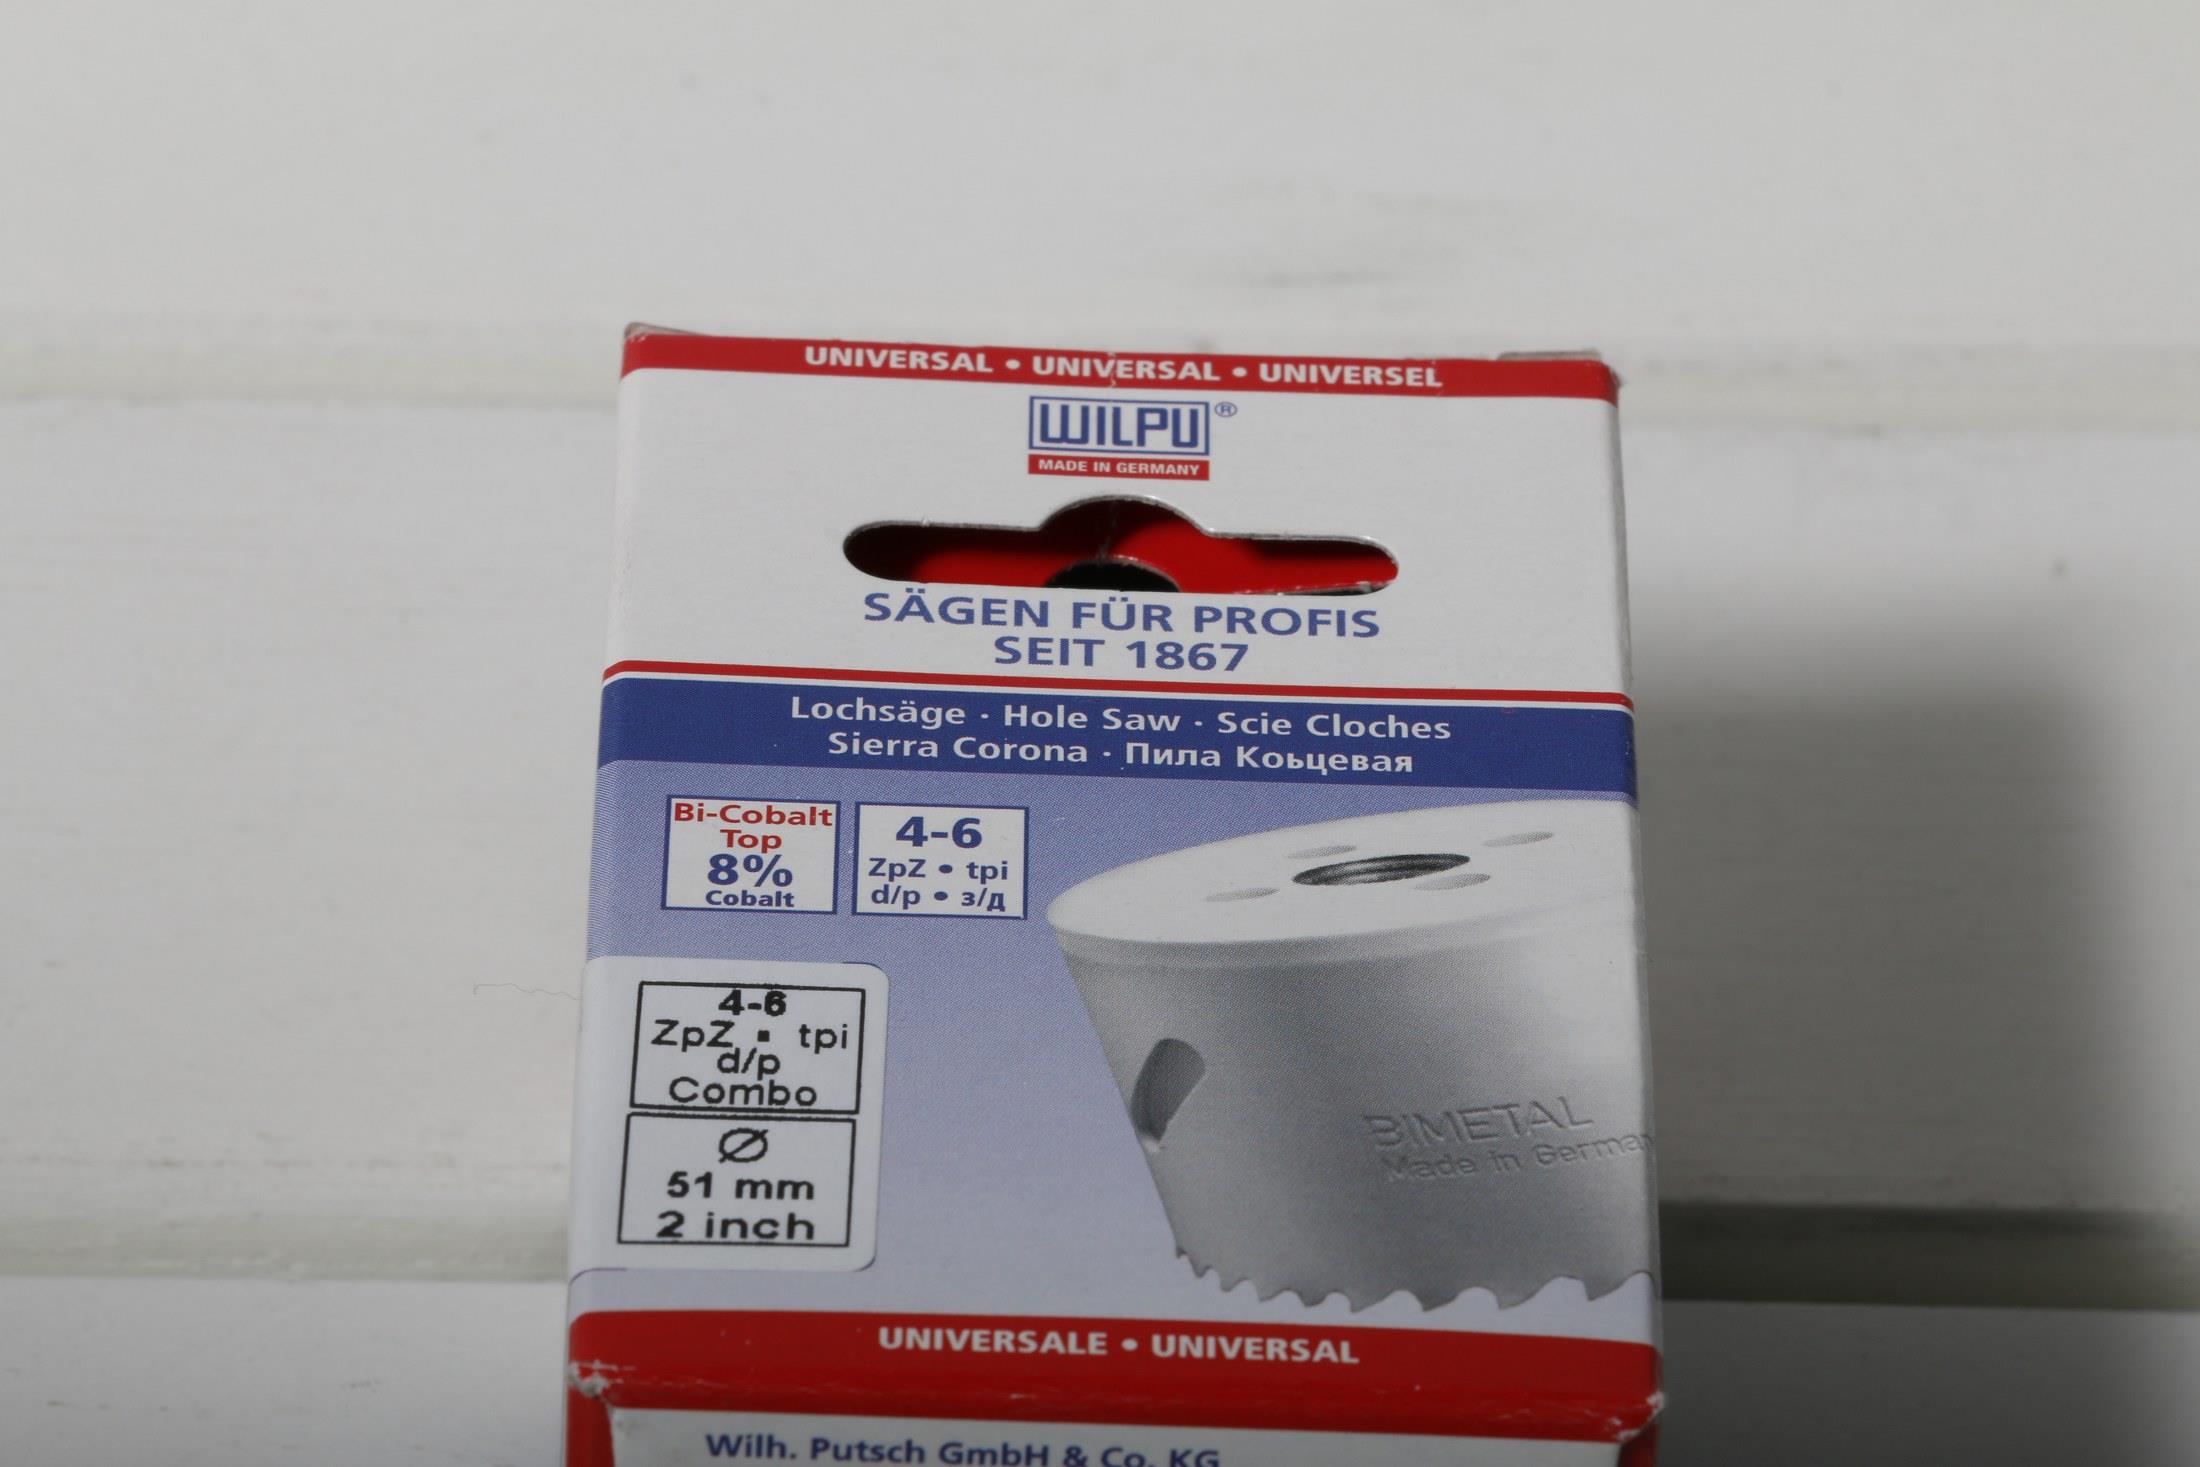 UNIVERSAL • UNIVERSAL • UNIVERSEL
WILPU®
MADE IN GERMANY
SÄGEN FÜR PROFIS
SEIT 1867
Lochsäge · Hole Saw · Scie Cloches
Sierra Corona · Пила Коьцевая
Bi-Cobalt
Top
8%
Cobalt
4-6
ZpZ • tpi
d/p • з/д
4-6
ZpZ ▪ tpi
d/p
Combo
Ø
51 mm
2 inch
BIMETAL
Made in German
UNIVERSALE • UNIVERSAL
Wilh. Putsch GmbH & Co. KG